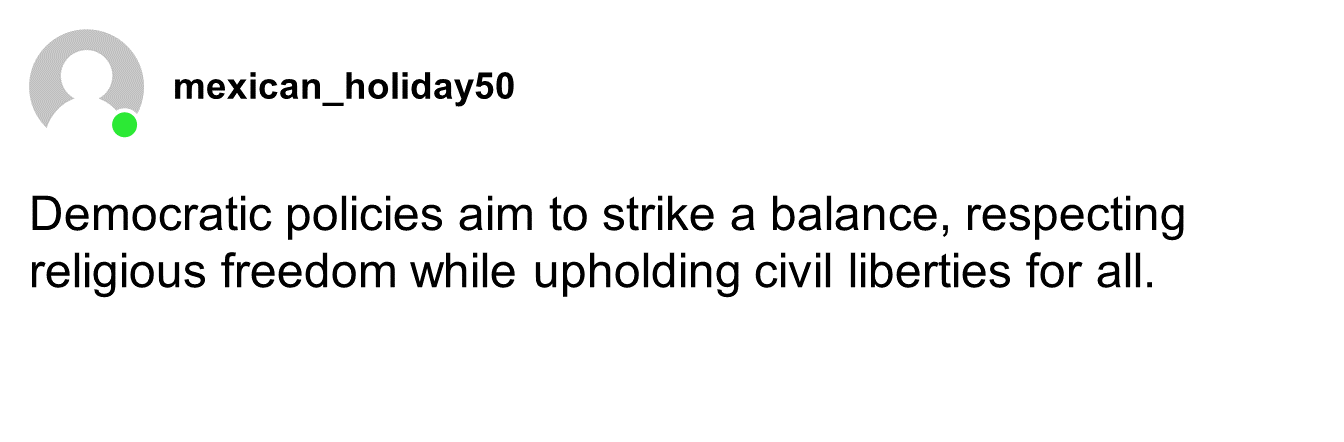 mexican_holiday50
Democratic policies aim to strike a balance, respecting
religious freedom while upholding civil liberties for all.